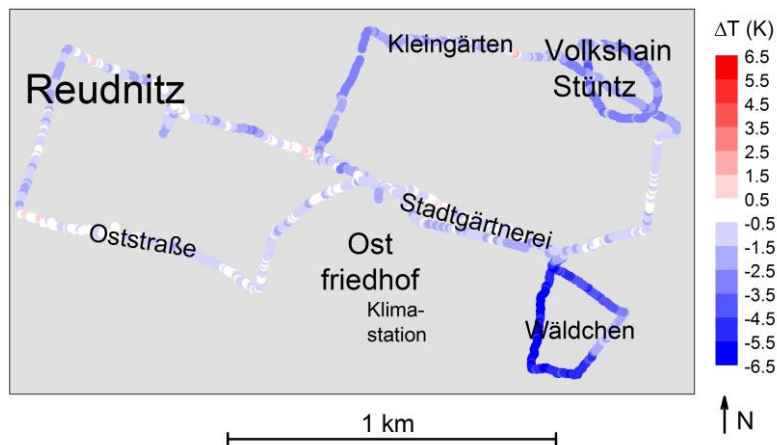 Kleingärten
Volkshain
Stüntz
Reudnitz
Stadtgärtnerei
Oststraße
Ost
friedhof
Klima-
station
Wäldchen
ΔT (K)
6.5
5.5
4.5
3.5
2.5
1.5
0.5
-0.5
-1.5
-2.5
-3.5
-4.5
-5.5
-6.5
1 km
N